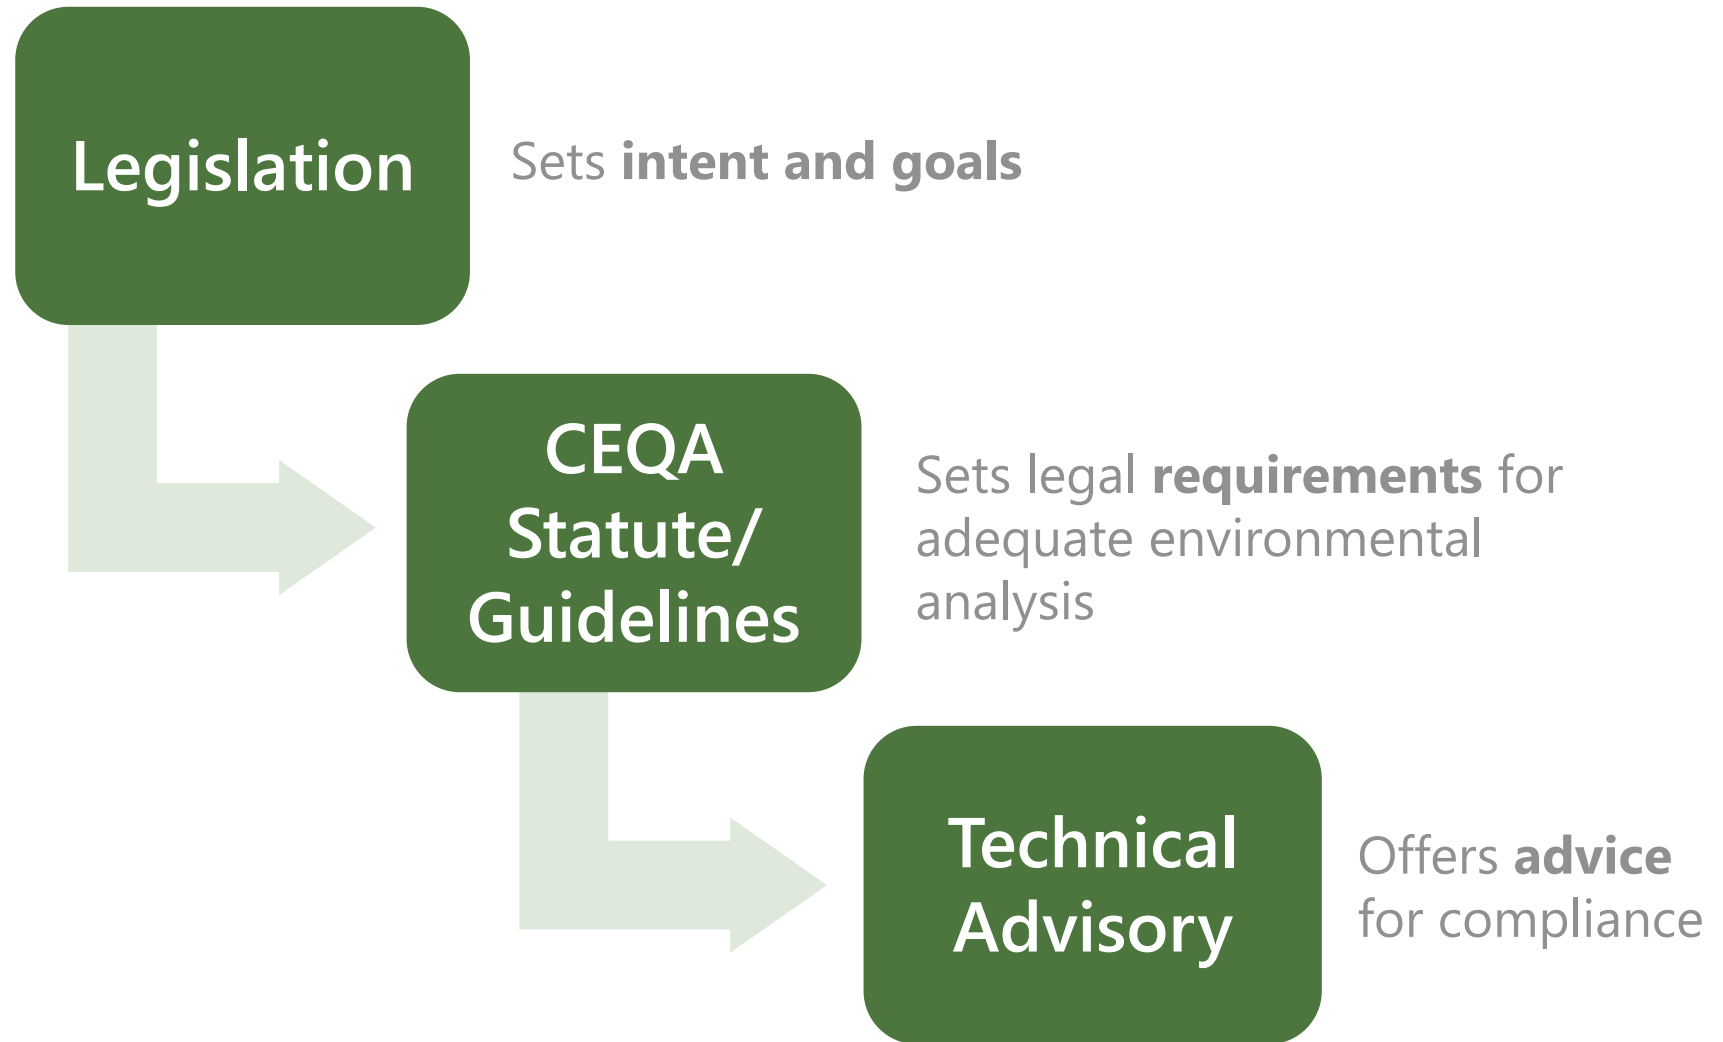 Legislation
Sets intent and goals
CEQA
Statute/
Guidelines
Sets legal requirements for
adequate environmental
analysis
Technical
Advisory
Offers advice
for compliance